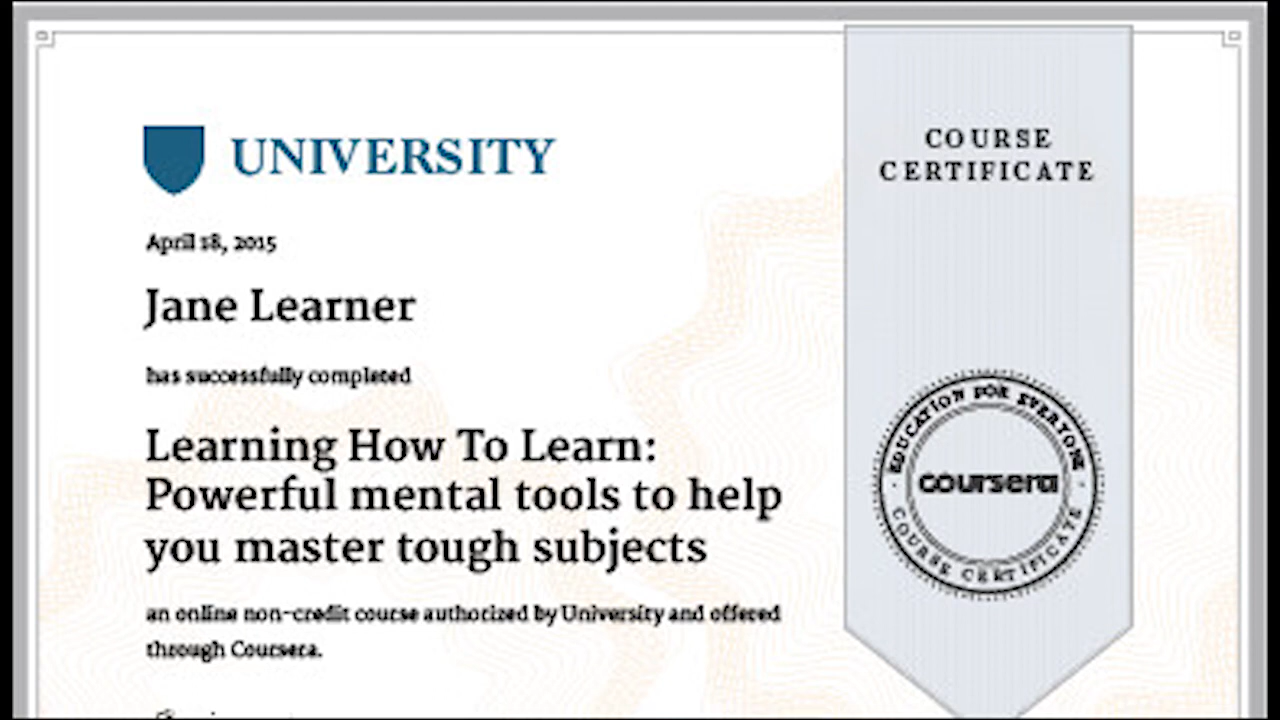 UNIVERSITY
April 18, 2015
Jane Learner
has successfully completed
Learning How To Learn:
Powerful mental tools to help
you master tough subjects
an online non-credit course authorized by University and offered
through Coursera.
COURSE
CERTIFICATE
EDUCATION FOR EVERYONE
coursera
COURSE CERTIFICATE